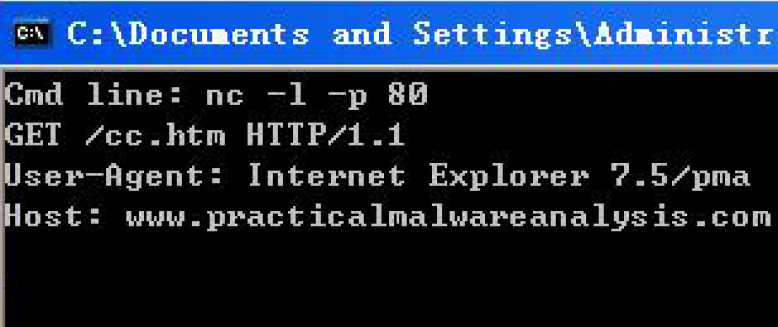 C:\ C:\Documents and Settings\Administr
Cmd line: nc -l -p 80
GET /cc.htm HTTP/1.1
User-Agent: Internet Explorer 7.5/pma
Host: www.practicalmalwareanalysis.com